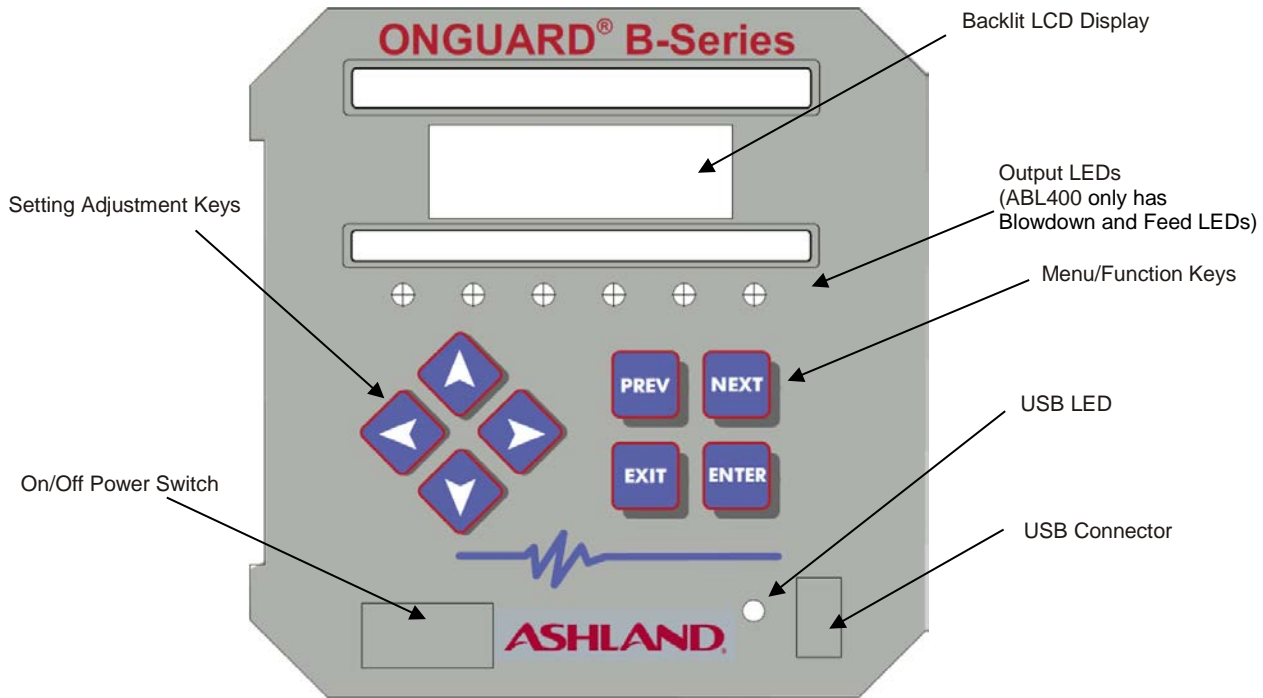 Backlit LCD Display
ONGUARD® B-Series
Output LEDs
(ABL400 only has
Blowdown and Feed LEDs)
Setting Adjustment Keys
Menu/Function Keys
PREV
NEXT
USB LED
EXIT
ENTER
On/Off Power Switch
USB Connector
ASHLAND.